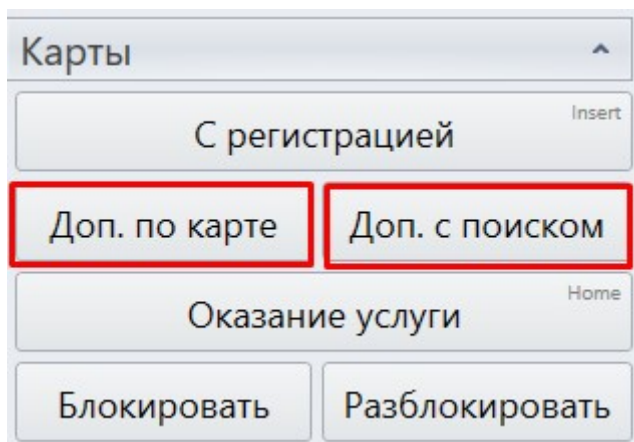 Карты
С регистрацией Insert
Доп. по карте Доп. с поиском
Оказание услуги Home
Блокировать Разблокировать